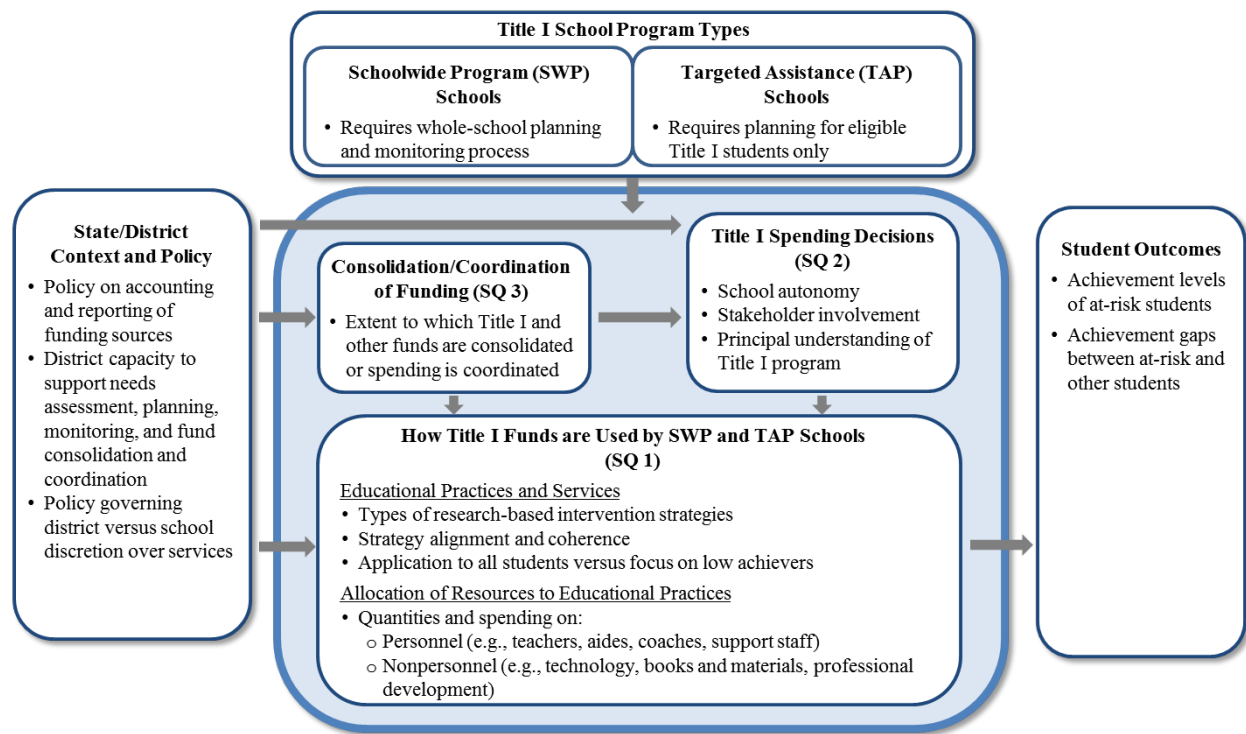 Title I School Program Types
Schoolwide Program (SWP)
Schools
• Requires whole-school planning
and monitoring process
Targeted Assistance (TAP)
Schools
• Requires planning for eligible
Title I students only
State/District
Context and Policy
• Policy on accounting
and reporting of
funding sources
• District capacity to
support needs
assessment, planning,
monitoring, and fund
consolidation and
coordination
• Policy governing
district versus school
discretion over services
Consolidation/Coordination
of Funding (SQ 3)
• Extent to which Title I and
other funds are consolidated
or spending is coordinated
Title I Spending Decisions
(SQ 2)
• School autonomy
• Stakeholder involvement
• Principal understanding of
Title I program
How Title I Funds are Used by SWP and TAP Schools
(SQ 1)
Educational Practices and Services
• Types of research-based intervention strategies
• Strategy alignment and coherence
• Application to all students versus focus on low achievers
Allocation of Resources to Educational Practices
• Quantities and spending on:
o Personnel (e.g., teachers, aides, coaches, support staff)
o Nonpersonnel (e.g., technology, books and materials, professional
development)
Student Outcomes
• Achievement levels
of at-risk students
• Achievement gaps
between at-risk and
other students